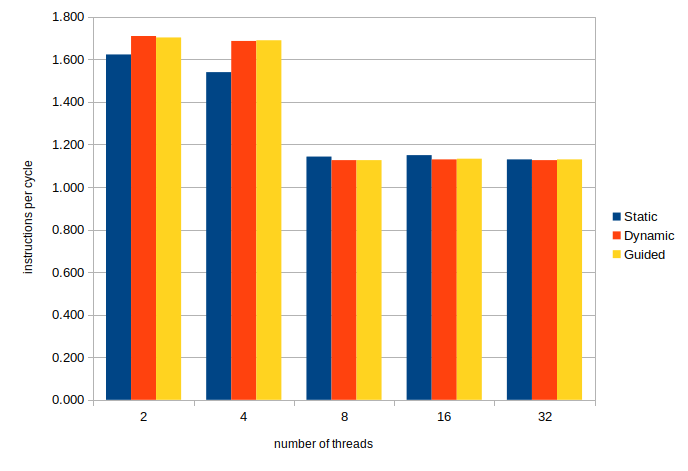 1.800
1.600
1.400
1.200
1.000
0.800
0.600
0.400
0.200
0.000
instructions per cycle
2 4 8 16 32
number of threads
Static
Dynamic
Guided